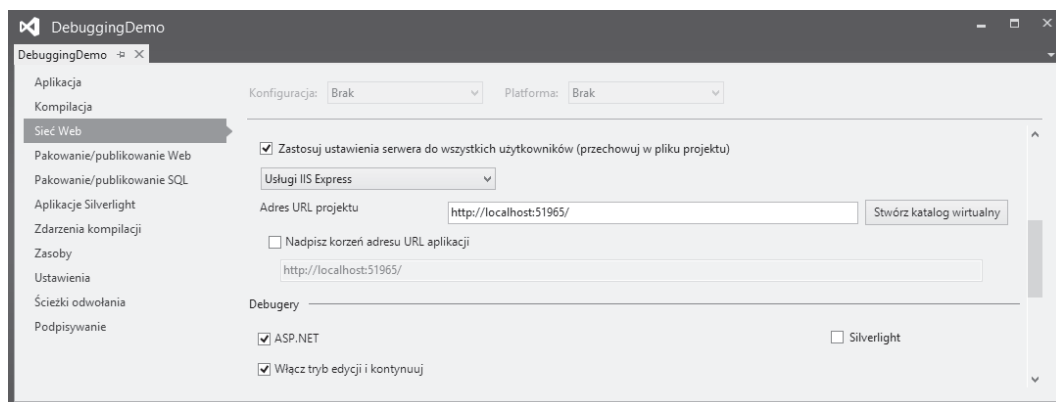 DebuggingDemo
DebuggingDemo
Aplikacja
Kompilacja
Sieć Web
Pakowanie/publikowanie Web
Pakowanie/publikowanie SQL
Aplikacje Silverlight
Zdarzenia kompilacji
Zasoby
Ustawienia
Ścieżki odwołania
Podpisywanie
Konfiguracja: Brak Platforma: Brak
Zastosuj ustawienia serwera do wszystkich użytkowników (przechowuj w pliku projektu)
Usługi IIS Express
Adres URL projektu http://localhost:51965/ Stwórz katalog wirtualny
Nadpisz korzeń adresu URL aplikacji
http://localhost:51965/
Debugery
ASP.NET Silverlight
Włącz tryb edycji i kontynuuj